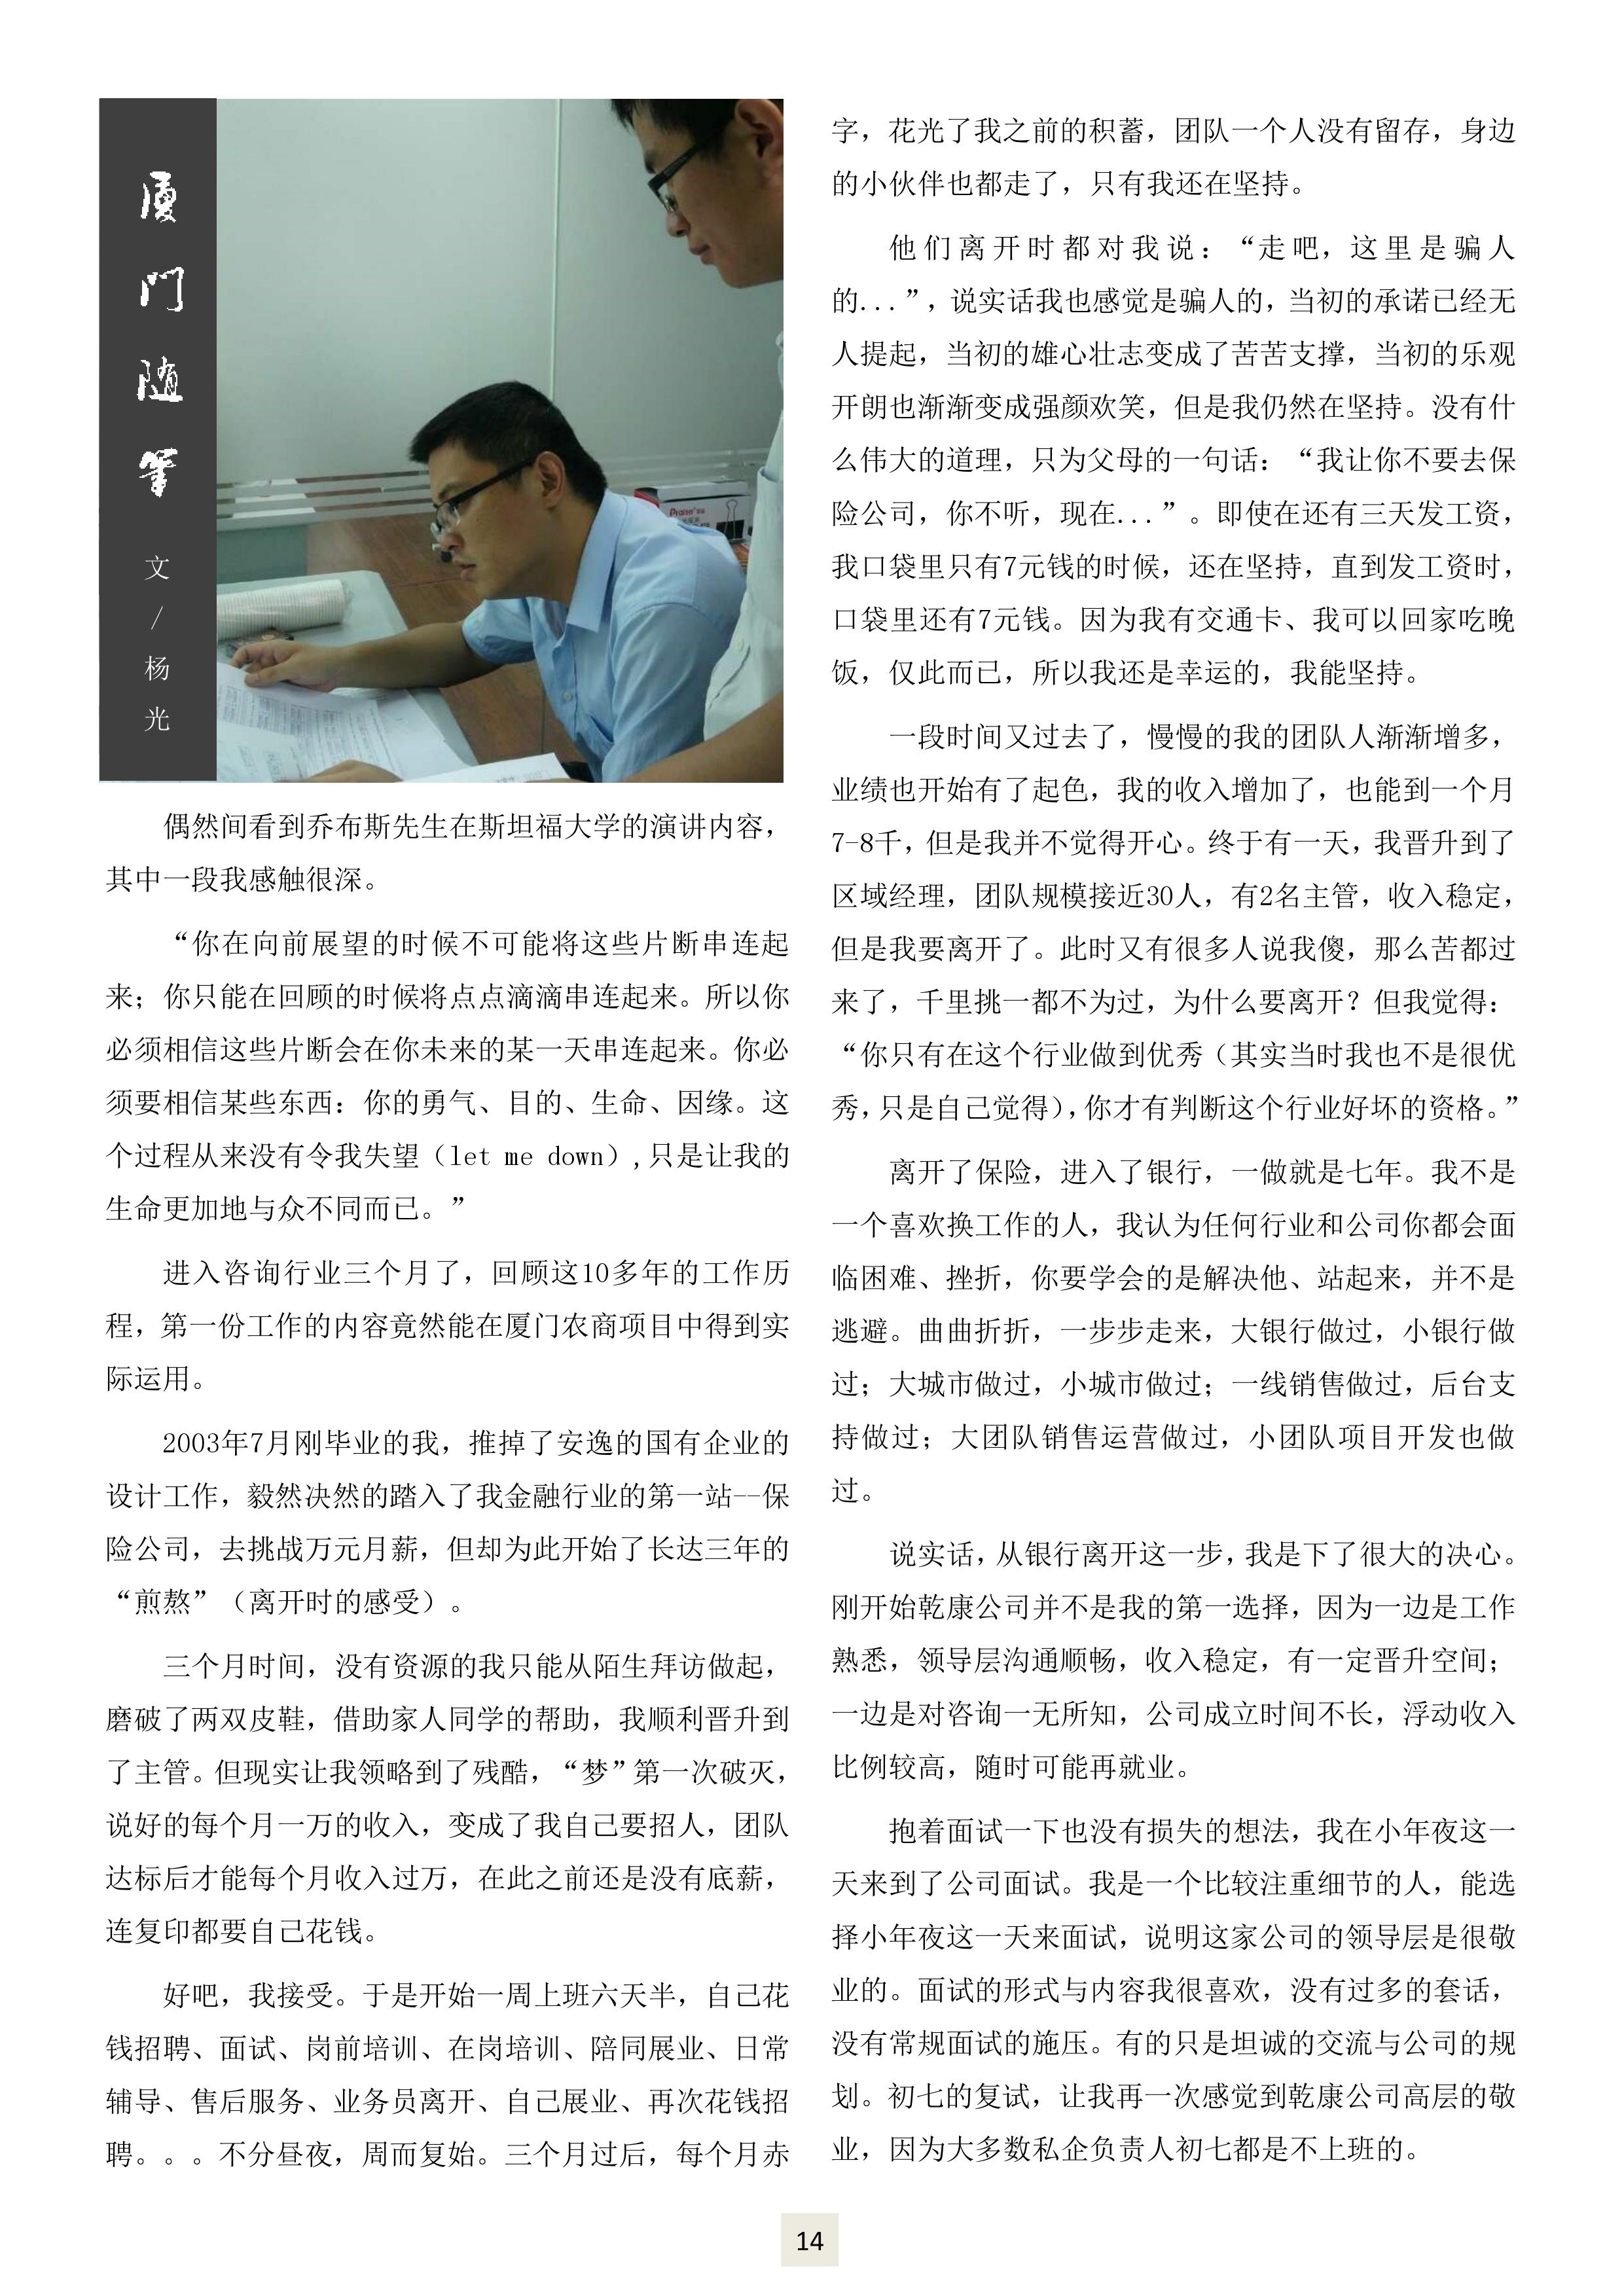 厦
门
随
笔
文
/
杨
光
Praise
偶然间看到乔布斯先生在斯坦福大学的演讲内容，
其中一段我感触很深。
“你在向前展望的时候不可能将这些片断串连起
来；你只能在回顾的时候将点点滴滴串连起来。所以你
必须相信这些片断会在你未来的某一天串连起来。你必
须要相信某些东西：你的勇气、目的、生命、因缘。这
个过程从来没有令我失望（let me down）,只是让我的
生命更加地与众不同而已。”
进入咨询行业三个月了，回顾这10多年的工作历
程，第一份工作的内容竟然能在厦门农商项目中得到实
际运用。
2003年7月刚毕业的我，推掉了安逸的国有企业的
设计工作，毅然决然的踏入了我金融行业的第一站--保
险公司，去挑战万元月薪，但却为此开始了长达三年的
“煎熬”（离开时的感受）。
三个月时间，没有资源的我只能从陌生拜访做起，
磨破了两双皮鞋，借助家人同学的帮助，我顺利晋升到
了主管。但现实让我领略到了残酷，“梦”第一次破灭，
说好的每个月一万的收入，变成了我自己要招人，团队
达标后才能每个月收入过万，在此之前还是没有底薪，
连复印都要自己花钱。
好吧，我接受。于是开始一周上班六天半，自己花
钱招聘、面试、岗前培训、在岗培训、陪同展业、日常
辅导、售后服务、业务员离开、自己展业、再次花钱招
聘。。。不分昼夜，周而复始。三个月过后，每个月赤
字，花光了我之前的积蓄，团队一个人没有留存，身边
的小伙伴也都走了，只有我还在坚持。
他们离开时都对我说：“走吧，这里是骗人
的...”，说实话我也感觉是骗人的，当初的承诺已经无
人提起，当初的雄心壮志变成了苦苦支撑，当初的乐观
开朗也渐渐变成强颜欢笑，但是我仍然在坚持。没有什
么伟大的道理，只为父母的一句话：“我让你不要去保
险公司，你不听，现在...”。即使在还有三天发工资，
我口袋里只有7元钱的时候，还在坚持，直到发工资时，
口袋里还有7元钱。因为我有交通卡、我可以回家吃晚
饭，仅此而已，所以我还是幸运的，我能坚持。
一段时间又过去了，慢慢的我的团队人渐渐增多，
业绩也开始有了起色，我的收入增加了，也能到一个月
7-8千，但是我并不觉得开心。终于有一天，我晋升到了
区域经理，团队规模接近30人，有2名主管，收入稳定，
但是我要离开了。此时又有很多人说我傻，那么苦都过
来了，千里挑一都不为过，为什么要离开？但我觉得：
“你只有在这个行业做到优秀（其实当时我也不是很优
秀，只是自己觉得），你才有判断这个行业好坏的资格。”
离开了保险，进入了银行，一做就是七年。我不是
一个喜欢换工作的人，我认为任何行业和公司你都会面
临困难、挫折，你要学会的是解决他、站起来，并不是
逃避。曲曲折折，一步步走来，大银行做过，小银行做
过；大城市做过，小城市做过；一线销售做过，后台支
持做过；大团队销售运营做过，小团队项目开发也做
过。
说实话，从银行离开这一步，我是下了很大的决心。
刚开始乾康公司并不是我的第一选择，因为一边是工作
熟悉，领导层沟通顺畅，收入稳定，有一定晋升空间；
一边是对咨询一无所知，公司成立时间不长，浮动收入
比例较高，随时可能再就业。
抱着面试一下也没有损失的想法，我在小年夜这一
天来到了公司面试。我是一个比较注重细节的人，能选
择小年夜这一天来面试，说明这家公司的领导层是很敬
业的。面试的形式与内容我很喜欢，没有过多的套话，
没有常规面试的施压。有的只是坦诚的交流与公司的规
划。初七的复试，让我再一次感觉到乾康公司高层的敬
业，因为大多数私企负责人初七都是不上班的。
14